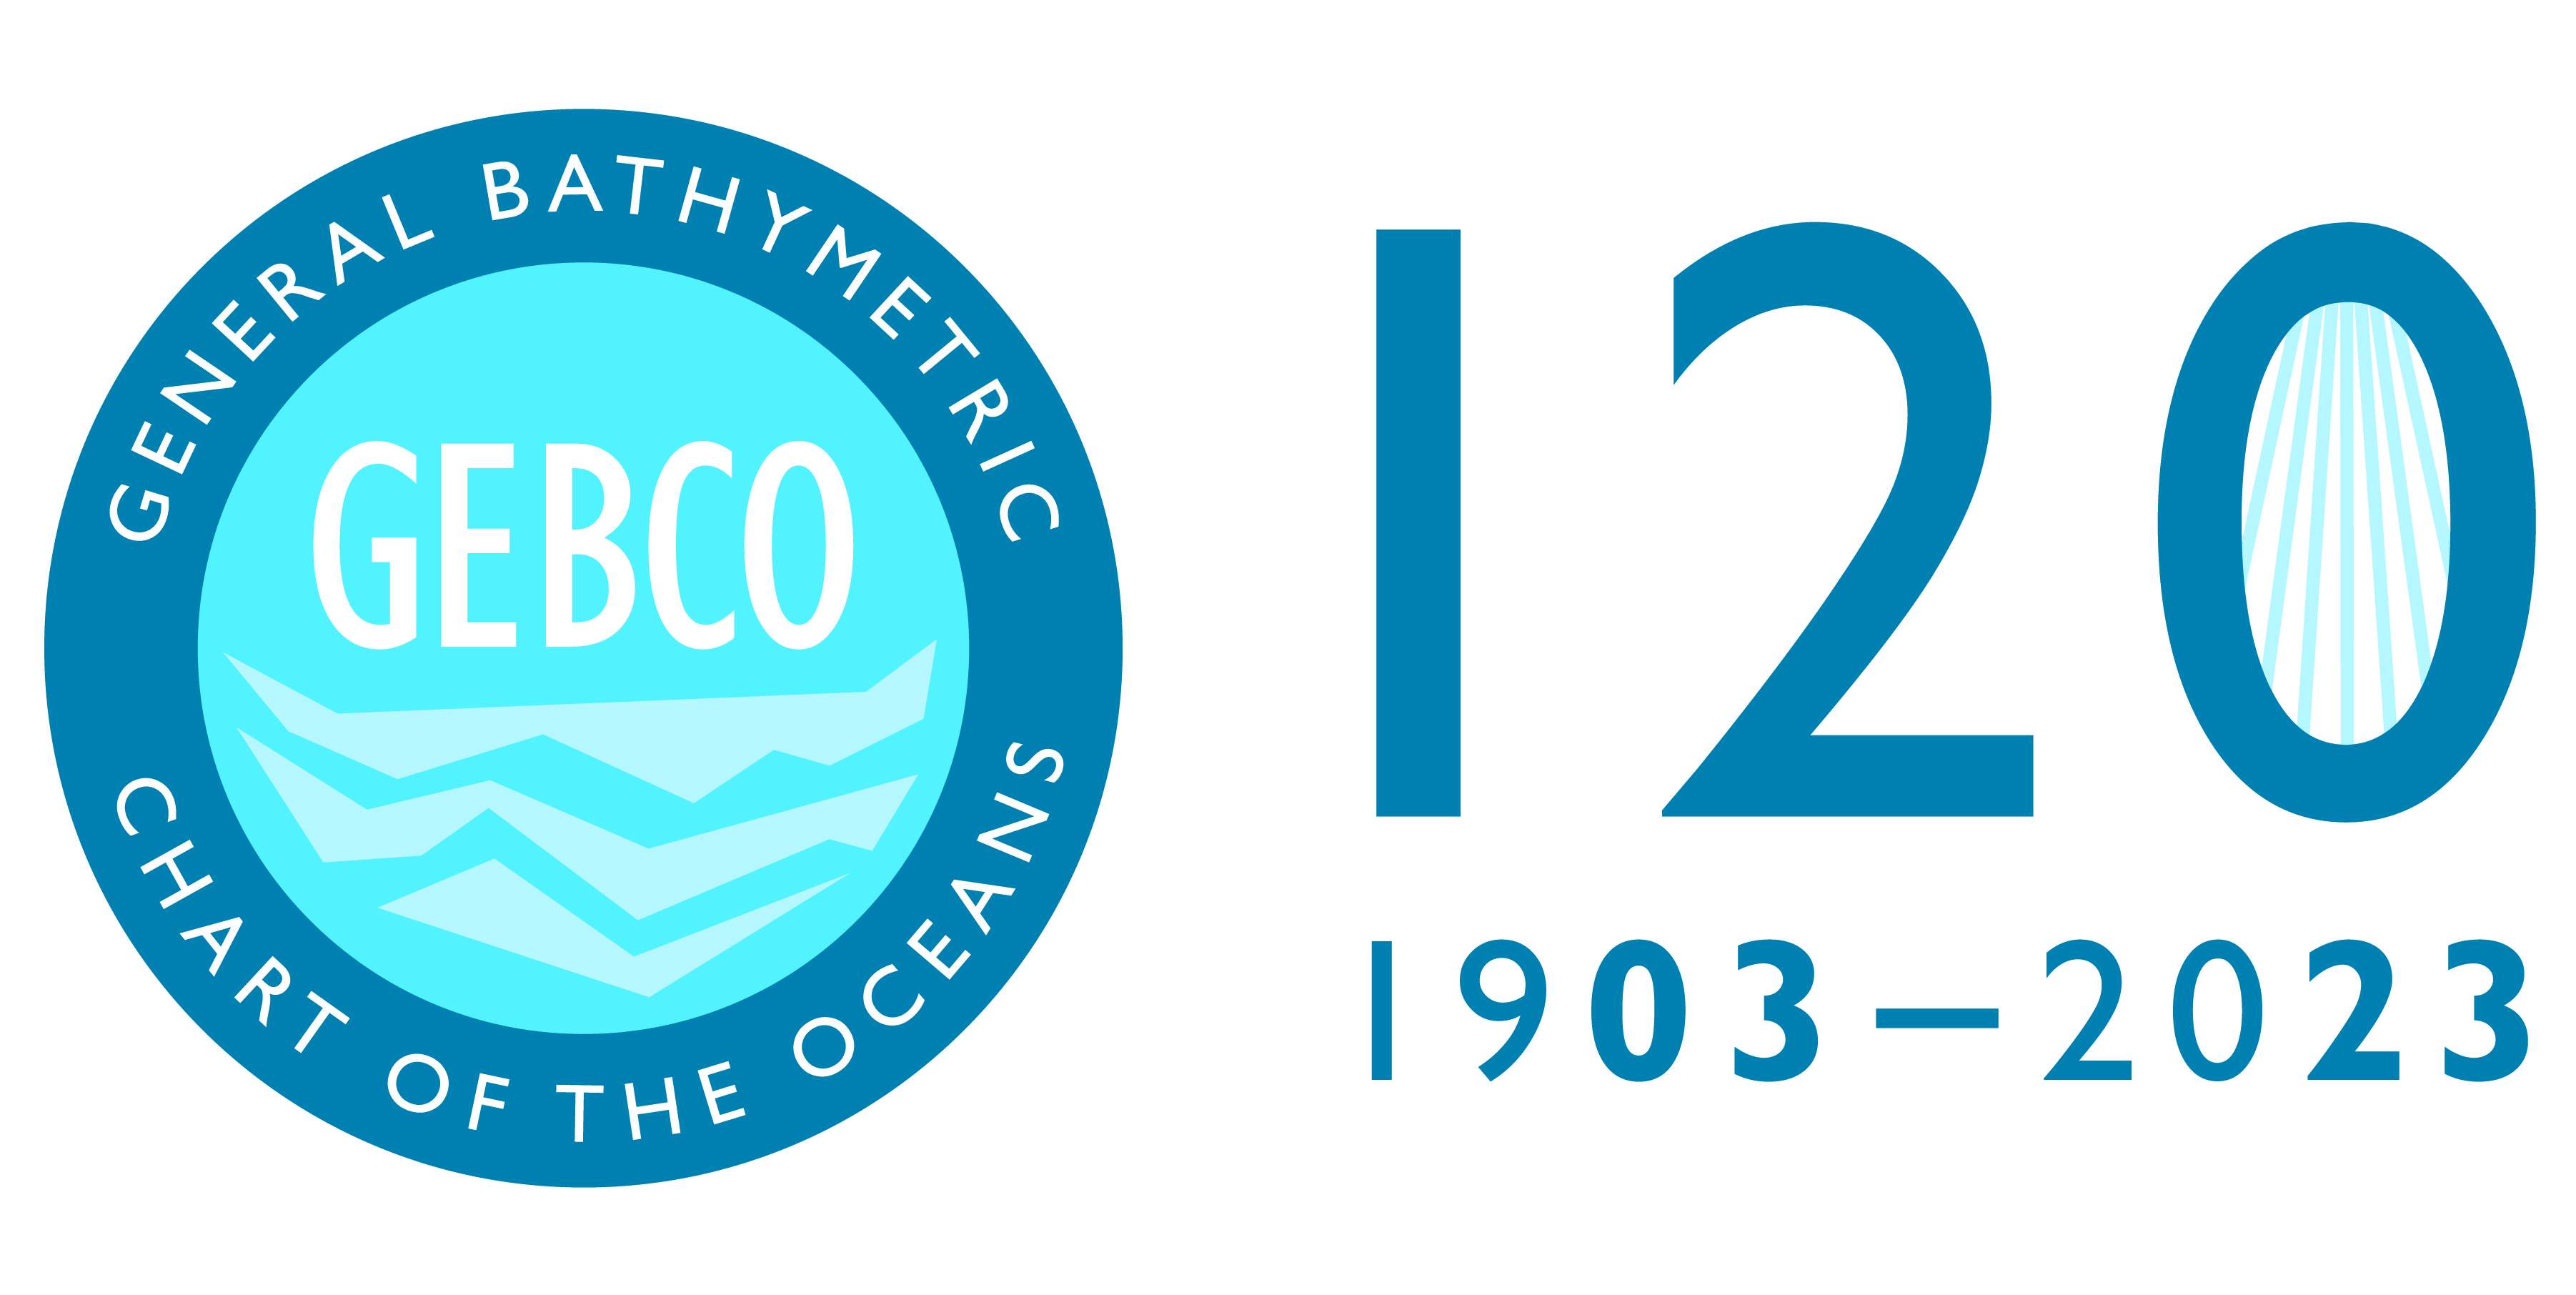 GENERAL BATHYMETRIC
GEBCO
CHART OF THE OCEANS
120
1903—2023